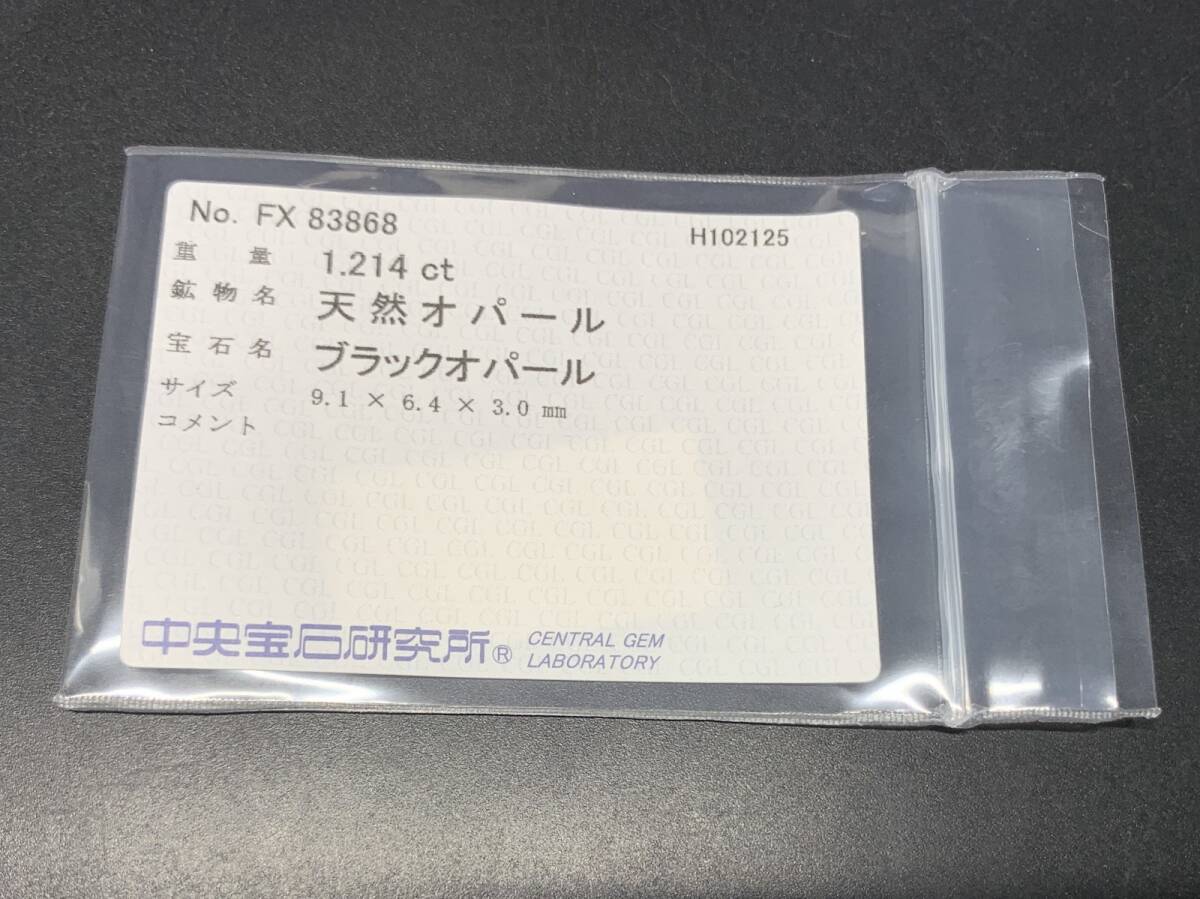 No. FX 83868 H102125
重量 1.214 ct
鉱物名 天然オパール
宝石名 ブラックオパール
サイズ 9.1 × 6.4 × 3.0 mm
コメント
中央宝石研究所® CENTRAL GEM
LABORATORY